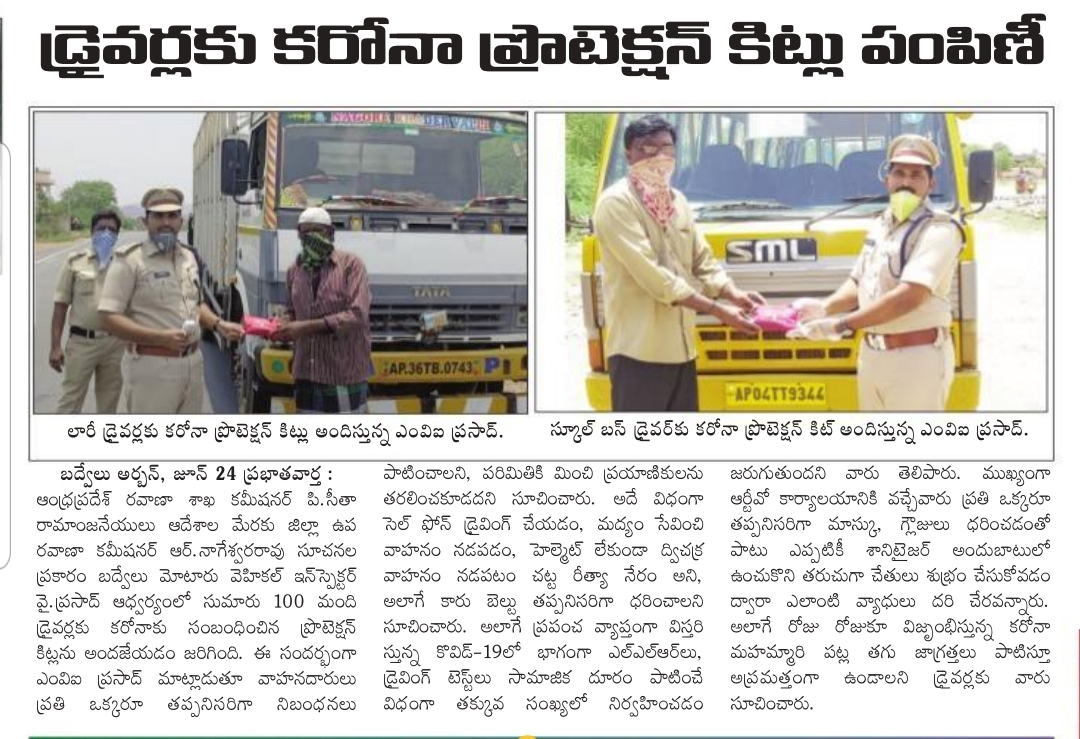 డ్రైవర్లకు కరోనా ప్రొటెక్షన్ కిట్లు పంపిణీ
NAGORE
TATA
AP.36TB.0743
P
SML
AP04TT9344
లారీ డ్రైవర్లకు కరోనా ప్రొటెక్షన్ కిట్లు అందిస్తున్న ఎంవిఐ ప్రసాద్.
స్కూల్ బస్ డ్రైవర్‌కు కరోనా ప్రొటెక్షన్ కిట్ అందిస్తున్న ఎంవిఐ ప్రసాద్.
బద్వేలు అర్బన్, జూన్ 24 ప్రభాతవార్త :
ఆంధ్రప్రదేశ్ రవాణా శాఖ కమీషనర్ పి.సీతా
రామాంజనేయులు ఆదేశాల మేరకు జిల్లా ఉప
రవాణా కమీషనర్ ఆర్.నాగేశ్వరరావు సూచనల
ప్రకారం బద్వేలు మోటారు వెహికల్ ఇన్‌స్పెక్టర్
వై.ప్రసాద్ ఆధ్వర్యంలో సుమారు 100 మంది
డ్రైవర్లకు కరోనాకు సంబంధించిన ప్రొటెక్షన్
కిట్లను అందజేయడం జరిగింది. ఈ సందర్భంగా
ఎంవిఐ ప్రసాద్ మాట్లాడుతూ వాహనదారులు
ప్రతి ఒక్కరూ తప్పనిసరిగా నిబంధనలు
పాటించాలని, పరిమితికి మించి ప్రయాణికులను
తరలించకూడదని సూచించారు. అదే విధంగా
సెల్ ఫోన్ డ్రైవింగ్ చేయడం, మద్యం సేవించి
వాహనం నడపడం, హెల్మెట్ లేకుండా ద్విచక్ర
వాహనం నడపటం చట్ట రీత్యా నేరం అని,
అలాగే కారు బెల్టు తప్పనిసరిగా ధరించాలని
సూచించారు. అలాగే ప్రపంచ వ్యాప్తంగా విస్తరి
స్తున్న కొవిడ్-19లో భాగంగా ఎల్ఎల్ఆర్‌లు,
డ్రైవింగ్ టెస్ట్‌లు సామాజిక దూరం పాటించే
విధంగా తక్కువ సంఖ్యలో నిర్వహించడం
జరుగుతుందని వారు తెలిపారు. ముఖ్యంగా
ఆర్టీవో కార్యాలయానికి వచ్చేవారు ప్రతి ఒక్కరూ
తప్పనిసరిగా మాస్కు, గ్లౌజులు ధరించడంతో
పాటు ఎప్పటికీ శానిటైజర్ అందుబాటులో
ఉంచుకొని తరుచుగా చేతులు శుభ్రం చేసుకోవడం
ద్వారా ఎలాంటి వ్యాధులు దరి చేరవన్నారు.
అలాగే రోజు రోజుకూ విజృంభిస్తున్న కరోనా
మహమ్మారి పట్ల తగు జాగ్రత్తలు పాటిస్తూ
అప్రమత్తంగా ఉండాలని డ్రైవర్లకు వారు
సూచించారు.